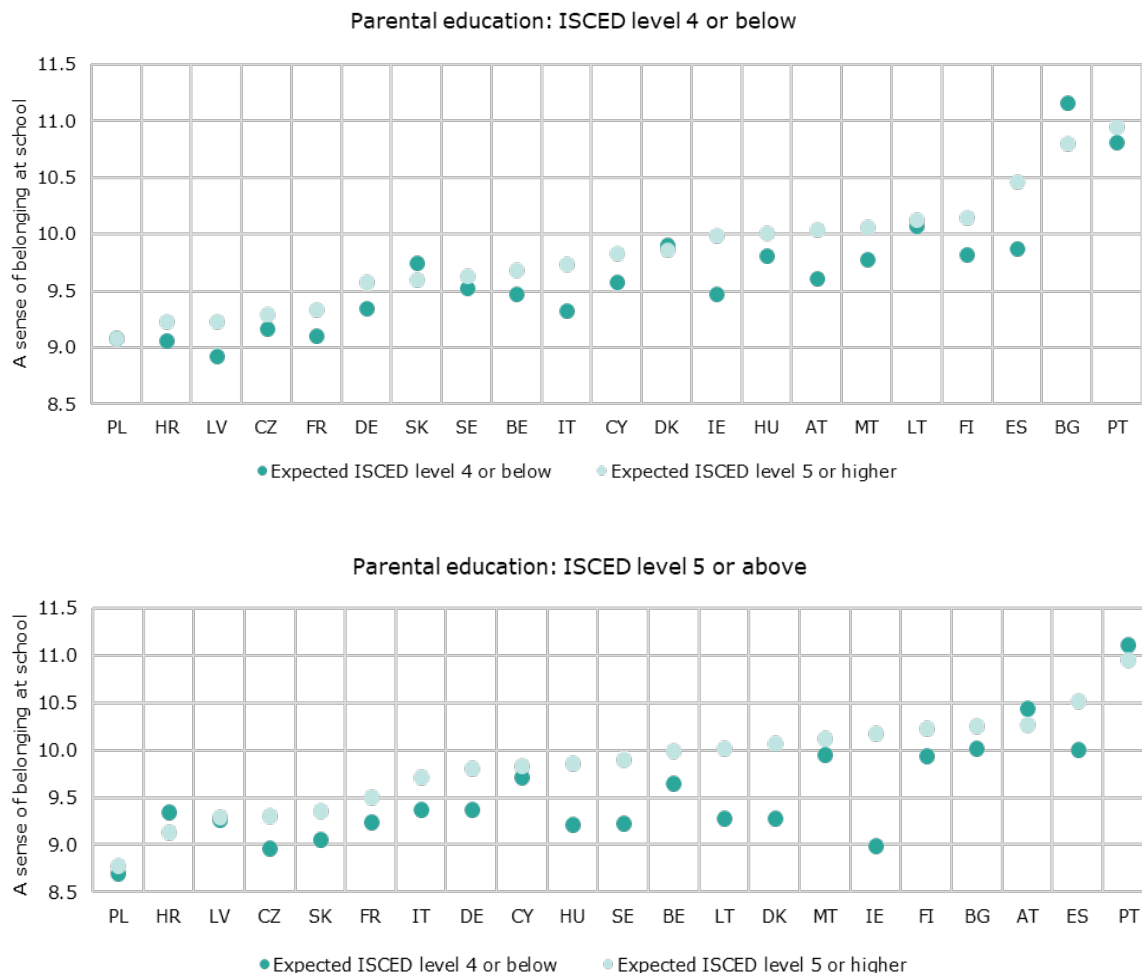 Parental education: ISCED level 4 or below
A sense of belonging at school
11.5
11.0
10.5
10.0
9.5
9.0
8.5
PL HR LV CZ FR DE SK SE BE IT CY DK IE HU AT MT LT FI ES BG PT
Expected ISCED level 4 or below Expected ISCED level 5 or higher
Parental education: ISCED level 5 or above
A sense of belonging at school
11.5
11.0
10.5
10.0
9.5
9.0
8.5
PL HR LV CZ SK FR IT DE CY HU SE BE LT DK MT IE FI BG AT ES PT
Expected ISCED level 4 or below Expected ISCED level 5 or higher